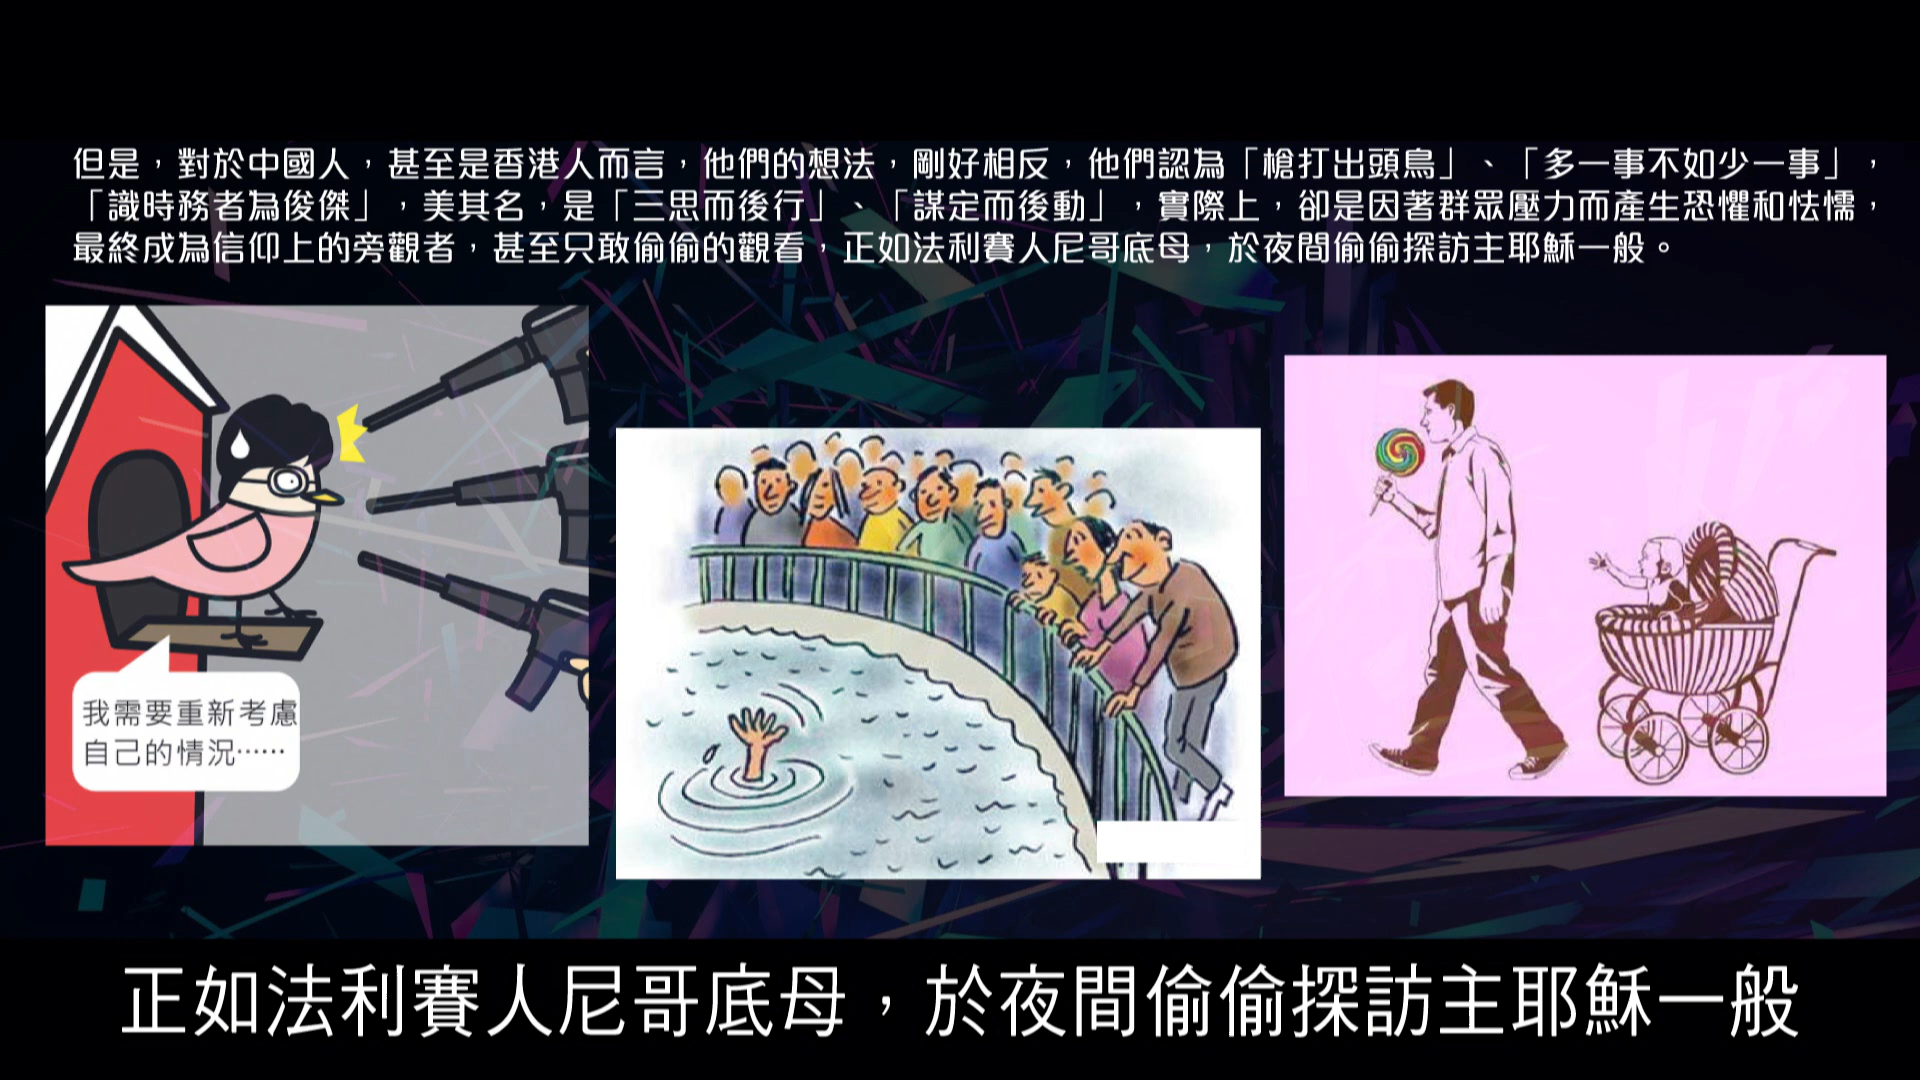 但是，對於中國人，甚至是香港人而言，他們的想法，剛好相反，他們認為「槍打出頭鳥」、「多一事不如少一事」，
「識時務者為俊傑」，美其名，是「三思而後行」、「謀定而後動」，實際上，卻是因著群眾壓力而產生恐懼和怯懦，
最終成為信仰上的旁觀者，甚至只敢偷偷的觀看，正如法利賽人尼哥底母，於夜間偷偷探訪主耶穌一般。
我需要重新考慮
自己的情況⋯⋯
正如法利賽人尼哥底母，於夜間偷偷探訪主耶穌一般